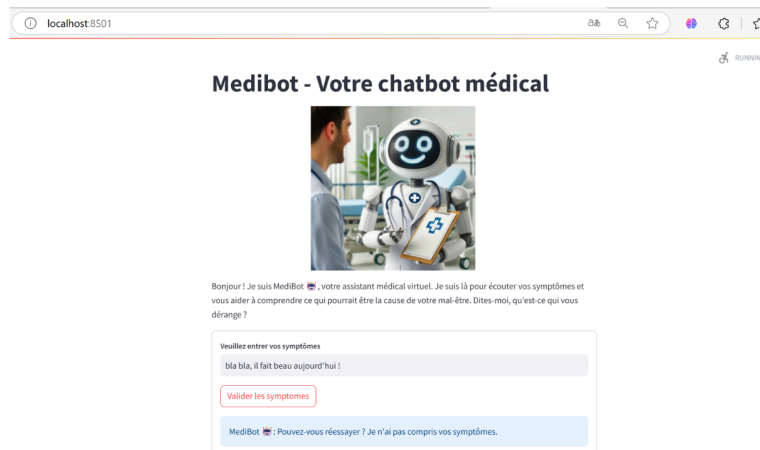 localhost:8501
RUNNIN
Medibot - Votre chatbot médical
Bonjour ! Je suis MediBot , votre assistant médical virtuel. Je suis là pour écouter vos symptômes et
vous aider à comprendre ce qui pourrait être la cause de votre mal-être. Dites-moi, qu'est-ce qui vous
dérange ?
Veuillez entrer vos symptômes
bla bla, il fait beau aujourd'hui !
Valider les symptomes
MediBot : Pouvez-vous réessayer ? Je n'ai pas compris vos symptômes.